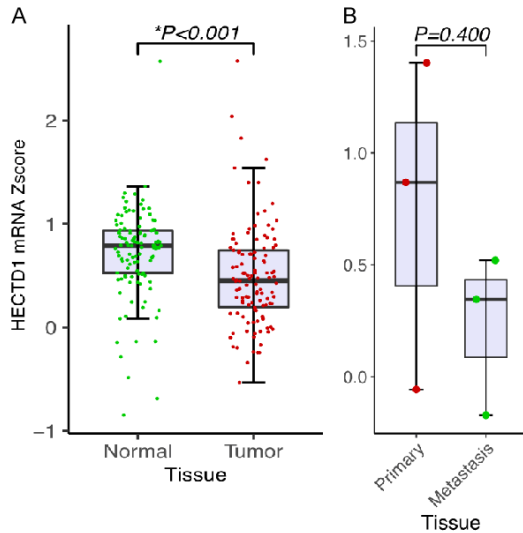 A
*P<0.001
HECTD1 mRNA Zscore
2
1
0
−1
Normal Tumor
Tissue
B
P=0.400
1.5
1.0
0.5
0.0
Primary Metastasis
Tissue